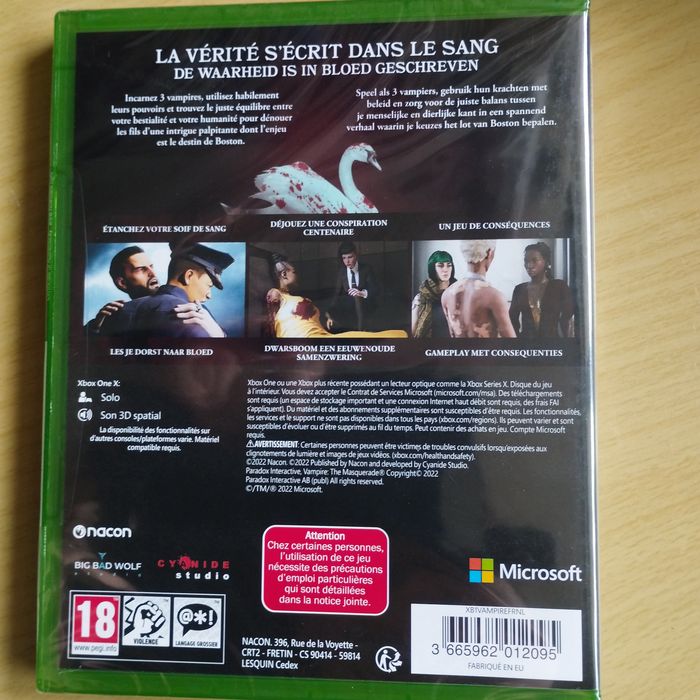 LA VÉRITÉ S'ÉCRIT DANS LE SANG
DE WAARHEID IS IN BLOED GESCHREVEN
Incarnez 3 vampires, utilisez habilement
leurs pouvoirs et trouvez le juste équilibre entre
votre bestialité et votre humanité pour dénouer
les fils d'une intrigue palpitante dont l'enjeu
est le destin de Boston.
Speel als 3 vampiers, gebruik hun krachten met
beleid en zorg voor de juiste balans tussen
je menselijke en dierlijke kant in een spannend
verhaal waarin je keuzes het lot van Boston bepalen.
ÉTANCHEZ VOTRE SOIF DE SANG
DÉJOUEZ UNE CONSPIRATION
CENTENAIRE
UN JEU DE CONSÉQUENCES
LES JE DORST NAAR BLOED
DWARSBOOM EEN EEUWENOUDE
SAMENZWERING
GAMEPLAY MET CONSEQUENTIES
Xbox One X:
Solo
Son 3D spatial
La disponibilité des fonctionnalités sur
d'autres consoles/plateformes varie. Matériel
compatible requis.
Xbox One ou une Xbox plus récente possédant un lecteur optique comme la Xbox Series X. Disque du jeu
à l'intérieur. Vous devez accepter le Contrat de Services Microsoft (microsoft.com/msa). Des téléchargements
sont requis (un espace de stockage important et une connexion Internet haut débit sont requis, des frais FAI
s'appliquent). Du matériel et des abonnements supplémentaires sont susceptibles d'être requis. Les fonctionnalités,
les services et le support ne sont pas disponibles dans tous les pays (xbox.com/regions). Ils peuvent varier et sont
susceptibles d'évoluer ou d'être supprimés au fil du temps. Peut contenir des achats en jeu. Compte Microsoft
requis.
AVERTISSEMENT: Certaines personnes peuvent être victimes de troubles convulsifs lorsqu'exposées aux
clignotements de lumière et images de jeux vidéos. (xbox.com/healthandsafety).
©2022 Nacon. ©2022 Published by Nacon and developed by Cyanide Studio.
Paradox Interactive, Vampire: The Masquerade® Copyright© 2022
Paradox Interactive AB (publ) All rights reserved.
©/TM/® 2022 Microsoft.
nacon
BIG BAD WOLF
studio
CYANIDE
studio
Attention
Chez certaines personnes,
l'utilisation de ce jeu
nécessite des précautions
d'emploi particulières
qui sont détaillées
dans la notice jointe.
Microsoft
18
www.pegi.info
VIOLENCE
@*!
LANGAGE GROSSIER
NACON. 396, Rue de la Voyette -
CRT2 - FRETIN - CS 90414 - 59814
LESQUIN Cedex
XB1VAMPIREFRNL
3 665962 012095
FABRIQUÉ EN EU